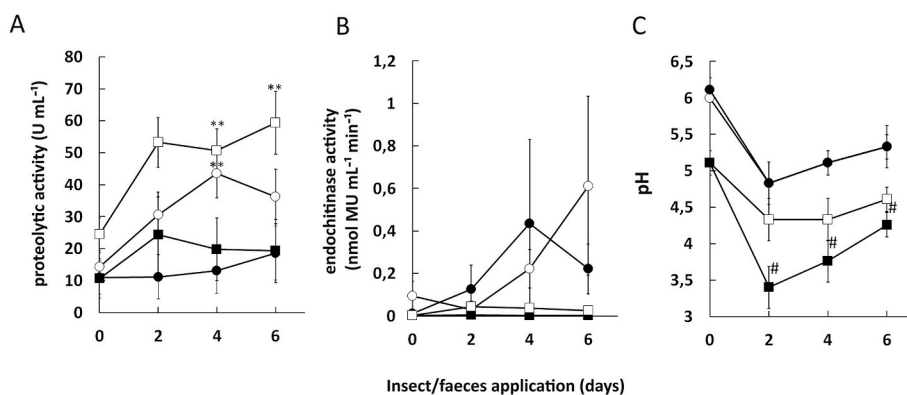 A
B
C
proteolytic activity (U mL⁻¹)
80
70
60
50
40
30
20
10
0
0 2 4 6
**
**
**
endochitinase activity
(nmol MU mL⁻¹ min⁻¹)
1,2
1
0,8
0,6
0,4
0,2
0
0 2 4 6
pH
6,5
6
5,5
5
4,5
4
3,5
3
0 2 4 6
#
#
#
Insect/faeces application (days)